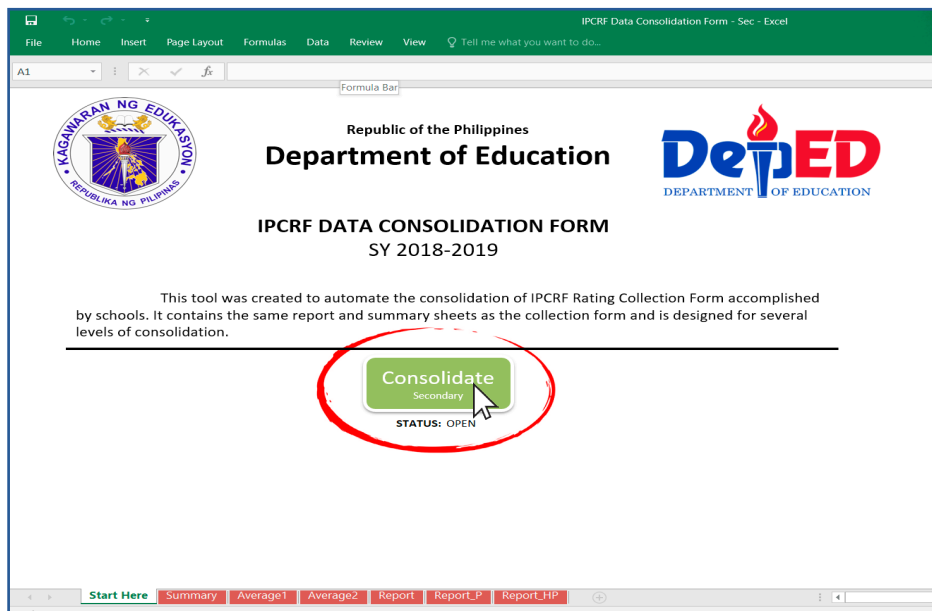 IPCRF Data Consolidation Form - Sec - Excel
File Home Insert Page Layout Formulas Data Review View Tell me what you want to do...
A1 fx
Formula Bar
KAGAWARAN NG EDUKASYON
REPUBLIKA NG PILIPINAS
Republic of the Philippines
Department of Education
DepED
DEPARTMENT OF EDUCATION
IPCRF DATA CONSOLIDATION FORM
SY 2018-2019
This tool was created to automate the consolidation of IPCRF Rating Collection Form accomplished
by schools. It contains the same report and summary sheets as the collection form and is designed for several
levels of consolidation.
Consolidate
Secondary
STATUS: OPEN
Start Here Summary Average1 Average2 Report Report_P Report_HP